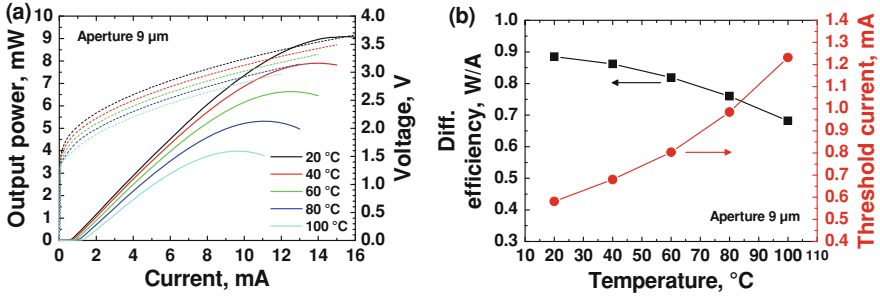 (a)
Aperture 9 µm
Output power, mW
10
9
8
7
6
5
4
3
2
1
0
4.0
3.5
3.0
2.5
2.0
1.5
1.0
0.5
0.0
Voltage, V
20 °C
40 °C
60 °C
80 °C
100 °C
0 2 4 6 8 10 12 14 16
Current, mA
(b)
Diff.
efficiency, W/A
1.0
0.9
0.8
0.7
0.6
0.5
0.4
0.3
1.4
1.3
1.2
1.1
1.0
0.9
0.8
0.7
0.6
0.5
0.4
Threshold current, mA
Aperture 9 µm
10 20 30 40 50 60 70 80 90 100 110
Temperature, °C